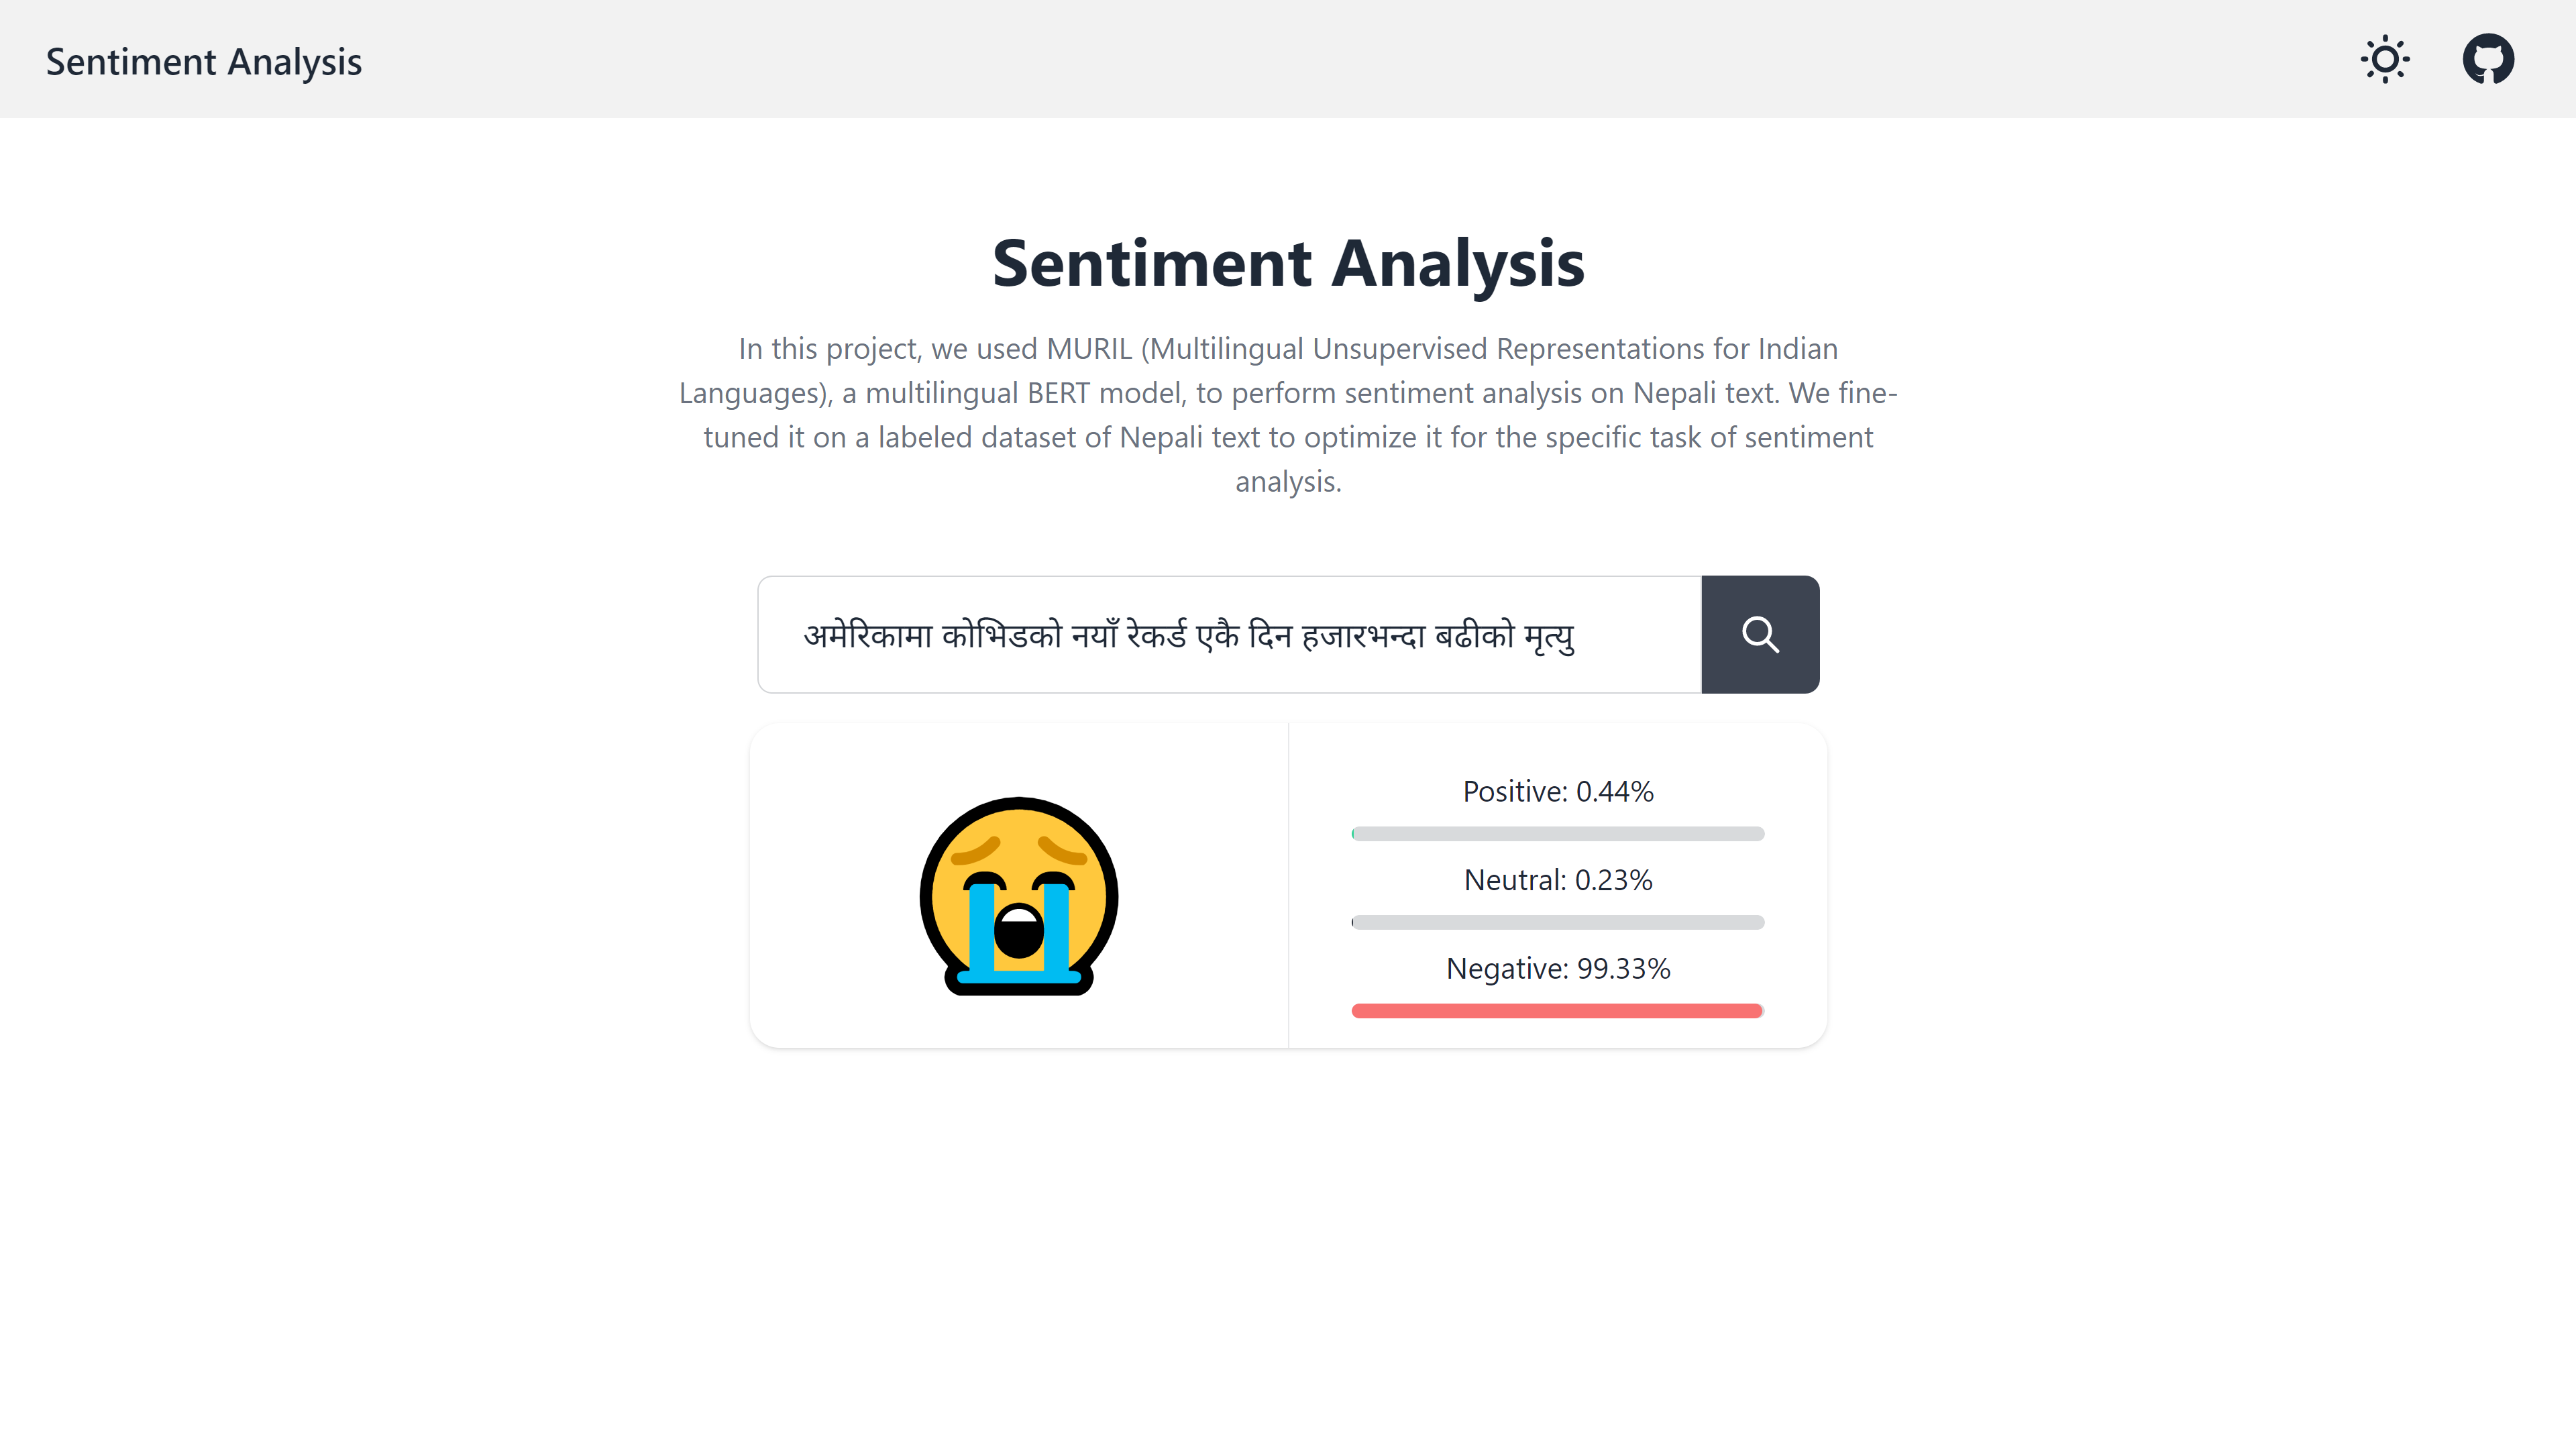 Sentiment Analysis
Sentiment Analysis
In this project, we used MURIL (Multilingual Unsupervised Representations for Indian
Languages), a multilingual BERT model, to perform sentiment analysis on Nepali text. We fine-
tuned it on a labeled dataset of Nepali text to optimize it for the specific task of sentiment
analysis.
अमेरिकामा कोभिडको नयाँ रेकर्ड एकै दिन हजारभन्दा बढीको मृत्यु
Positive: 0.44%
Neutral: 0.23%
Negative: 99.33%